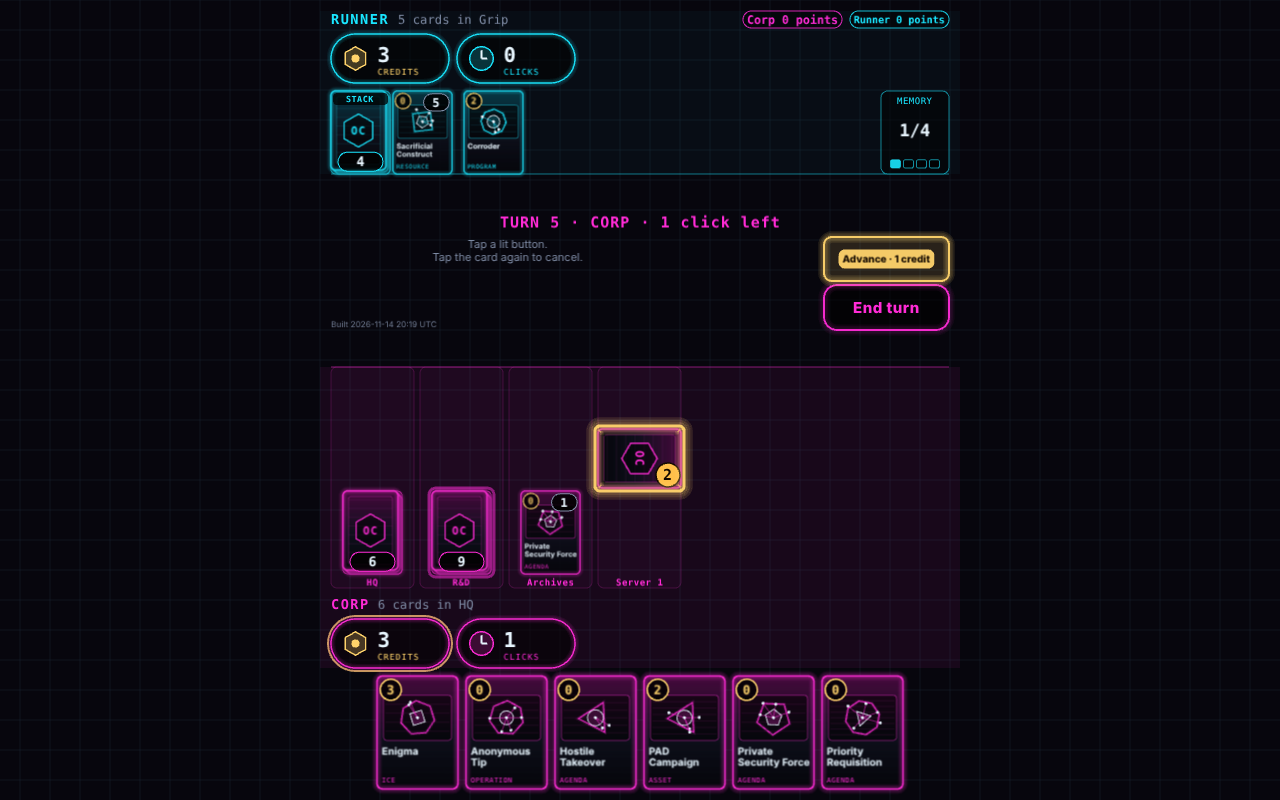 RUNNER 5 cards in Grip
Corp 0 points
Runner 0 points
3
CREDITS
0
CLICKS
STACK
OC
4
0
5
Sacrificial
Construct
RESOURCE
2
Corroder
PROGRAM
MEMORY
1/4
TURN 5 · CORP · 1 click left
Tap a lit button.
Tap the card again to cancel.
Advance · 1 credit
End turn
Built 2026-11-14 20:19 UTC
OC
2
OC
6
HQ
OC
9
R&D
0
1
Private
Security Force
AGENDA
Archives
Server 1
CORP 6 cards in HQ
3
CREDITS
1
CLICKS
3
Enigma
ICE
0
Anonymous
Tip
OPERATION
0
Hostile
Takeover
AGENDA
2
PAD
Campaign
ASSET
0
Private
Security Force
AGENDA
0
Priority
Requisition
AGENDA